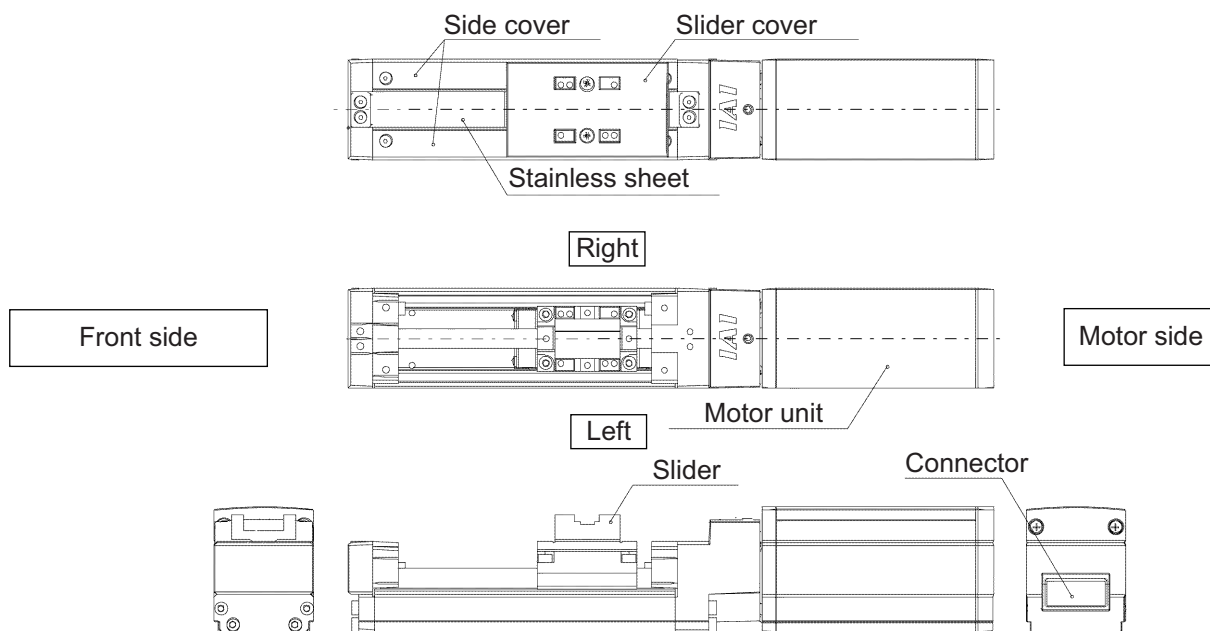 Side cover
Slider cover
IAI
Stainless sheet
Right
Front side
IAI
Motor side
Left
Motor unit
Slider
Connector